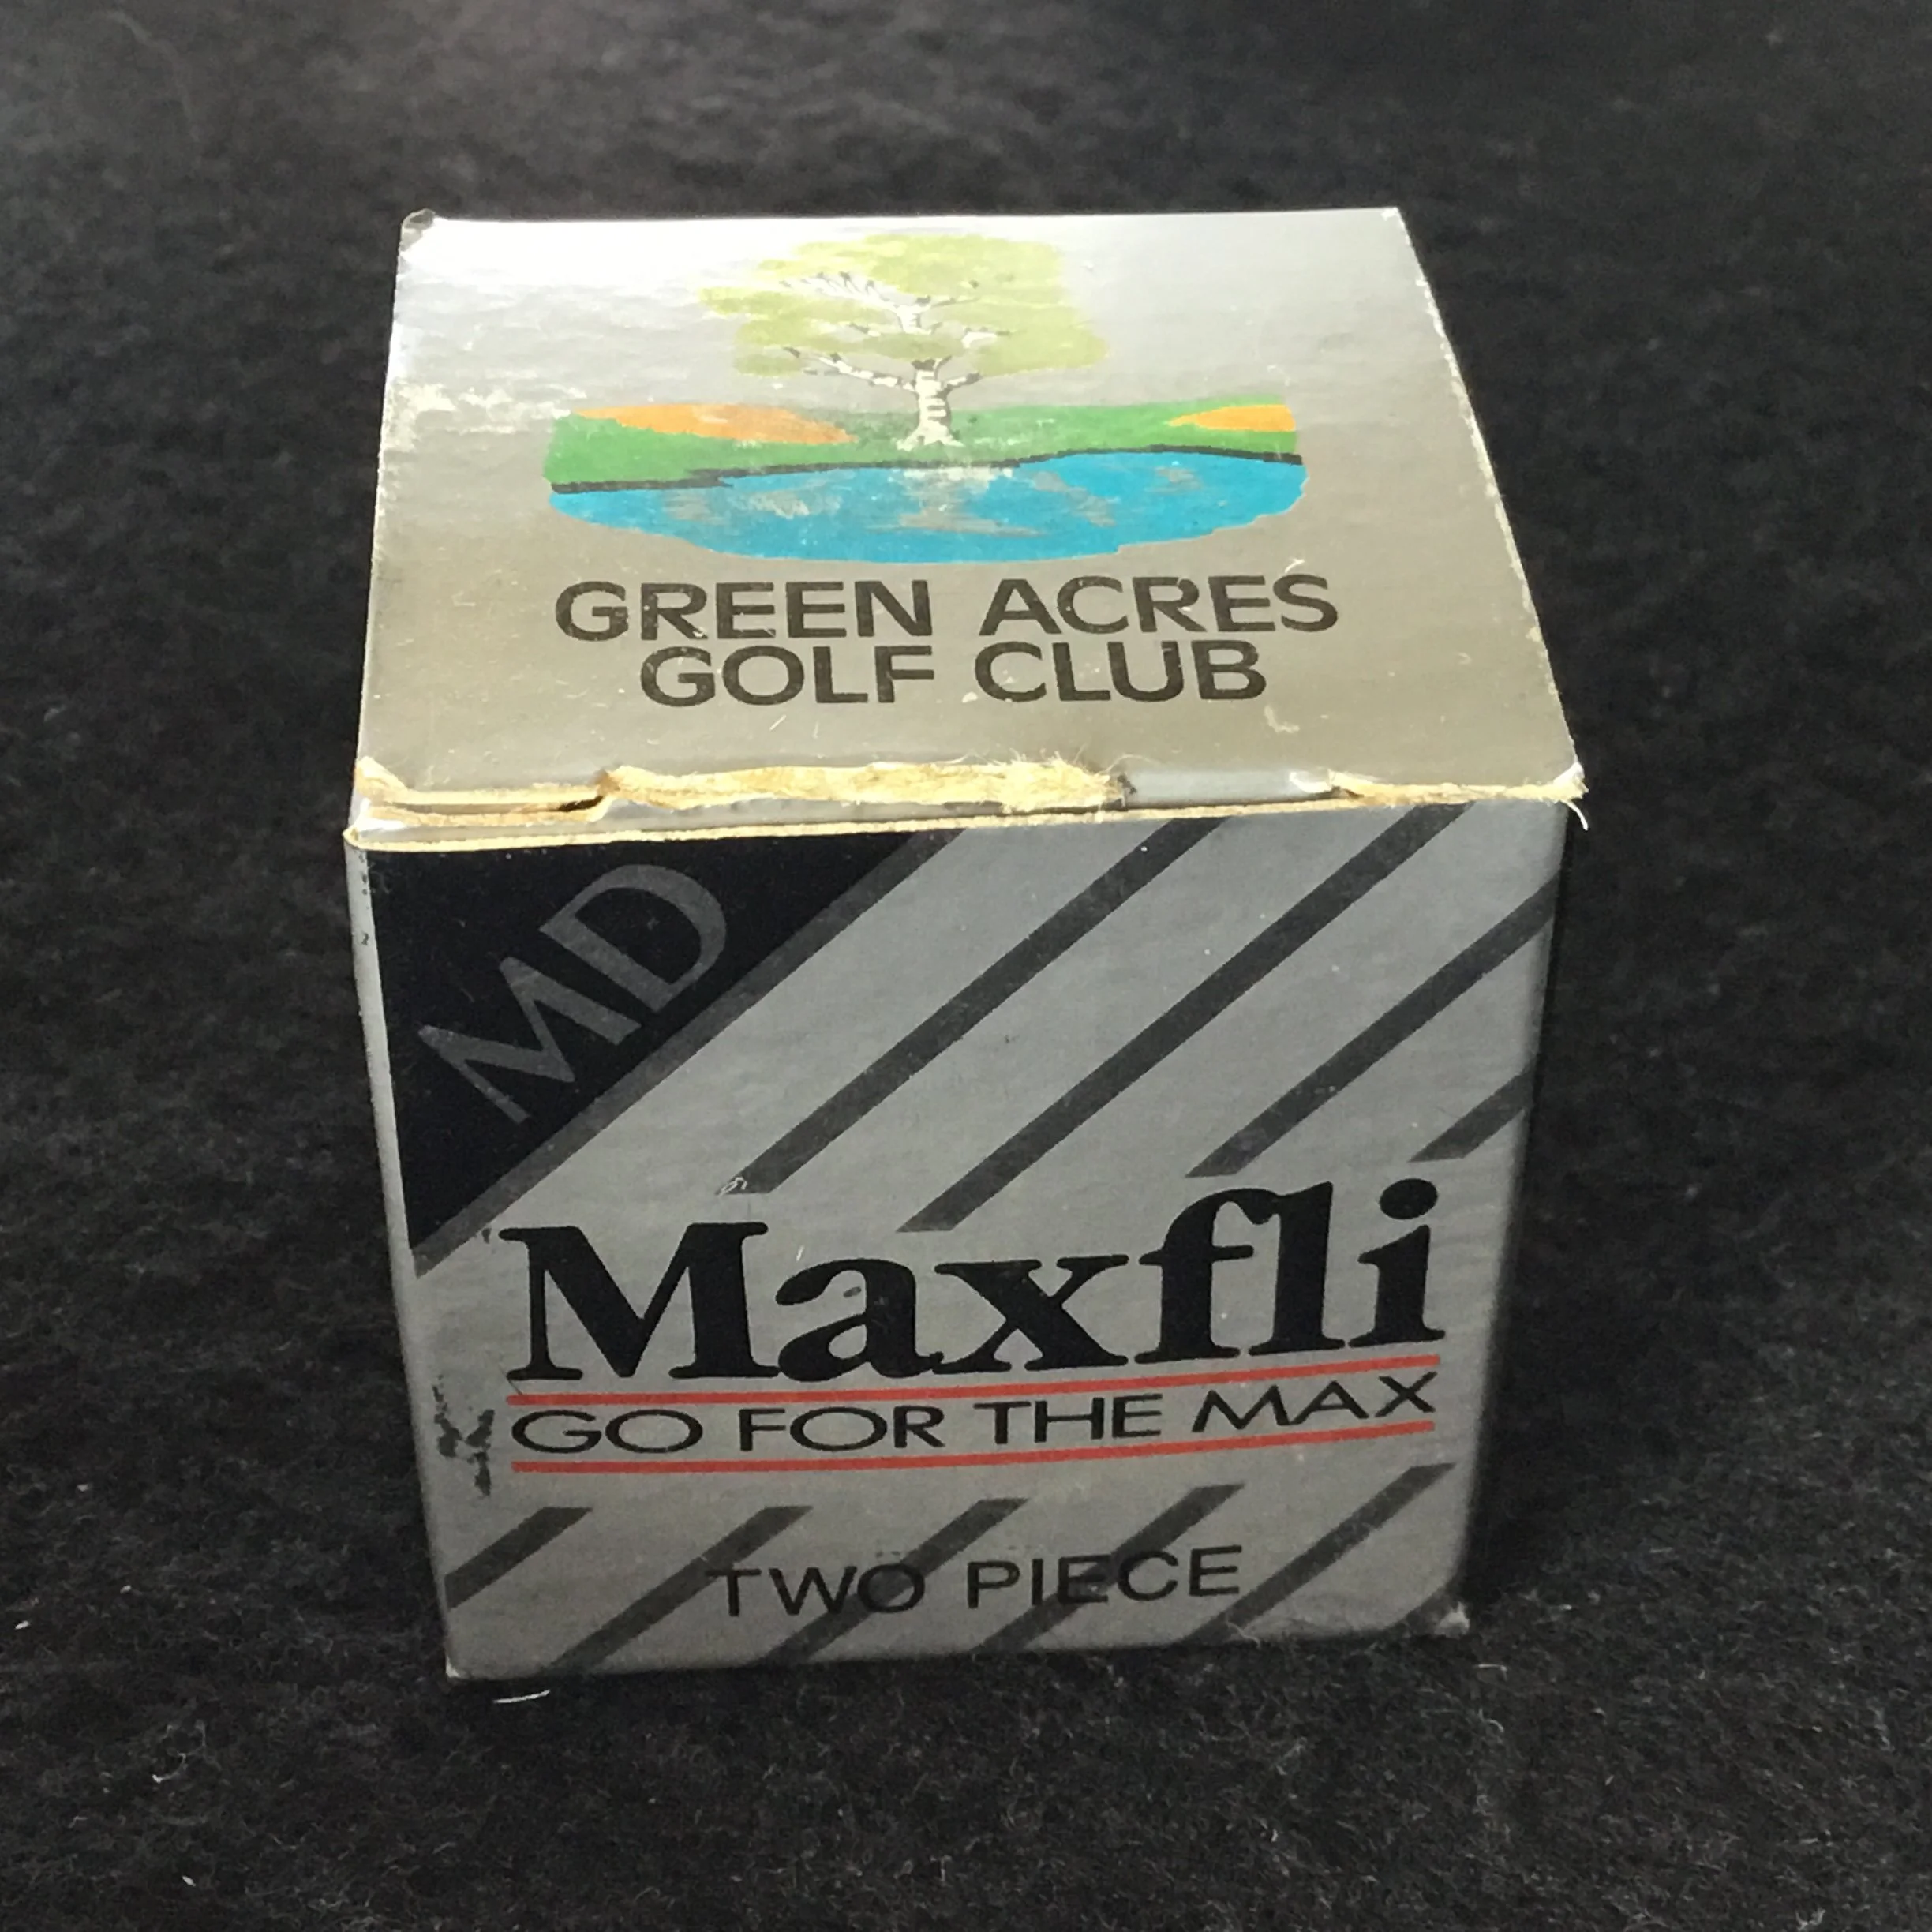 GREEN ACRES
GOLF CLUB
MD
Maxfli
GO FOR THE MAX
TWO PIECE